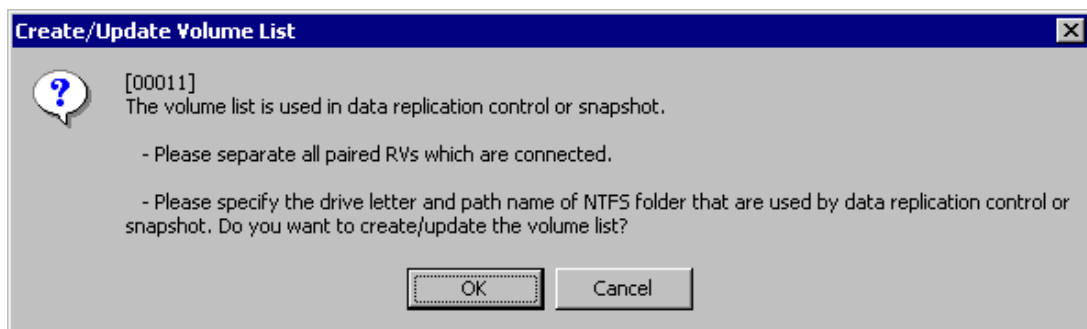 Create/Update Volume List
[00011]
The volume list is used in data replication control or snapshot.
- Please separate all paired RVs which are connected.
- Please specify the drive letter and path name of NTFS folder that are used by data replication control or
snapshot. Do you want to create/update the volume list?
OK
Cancel